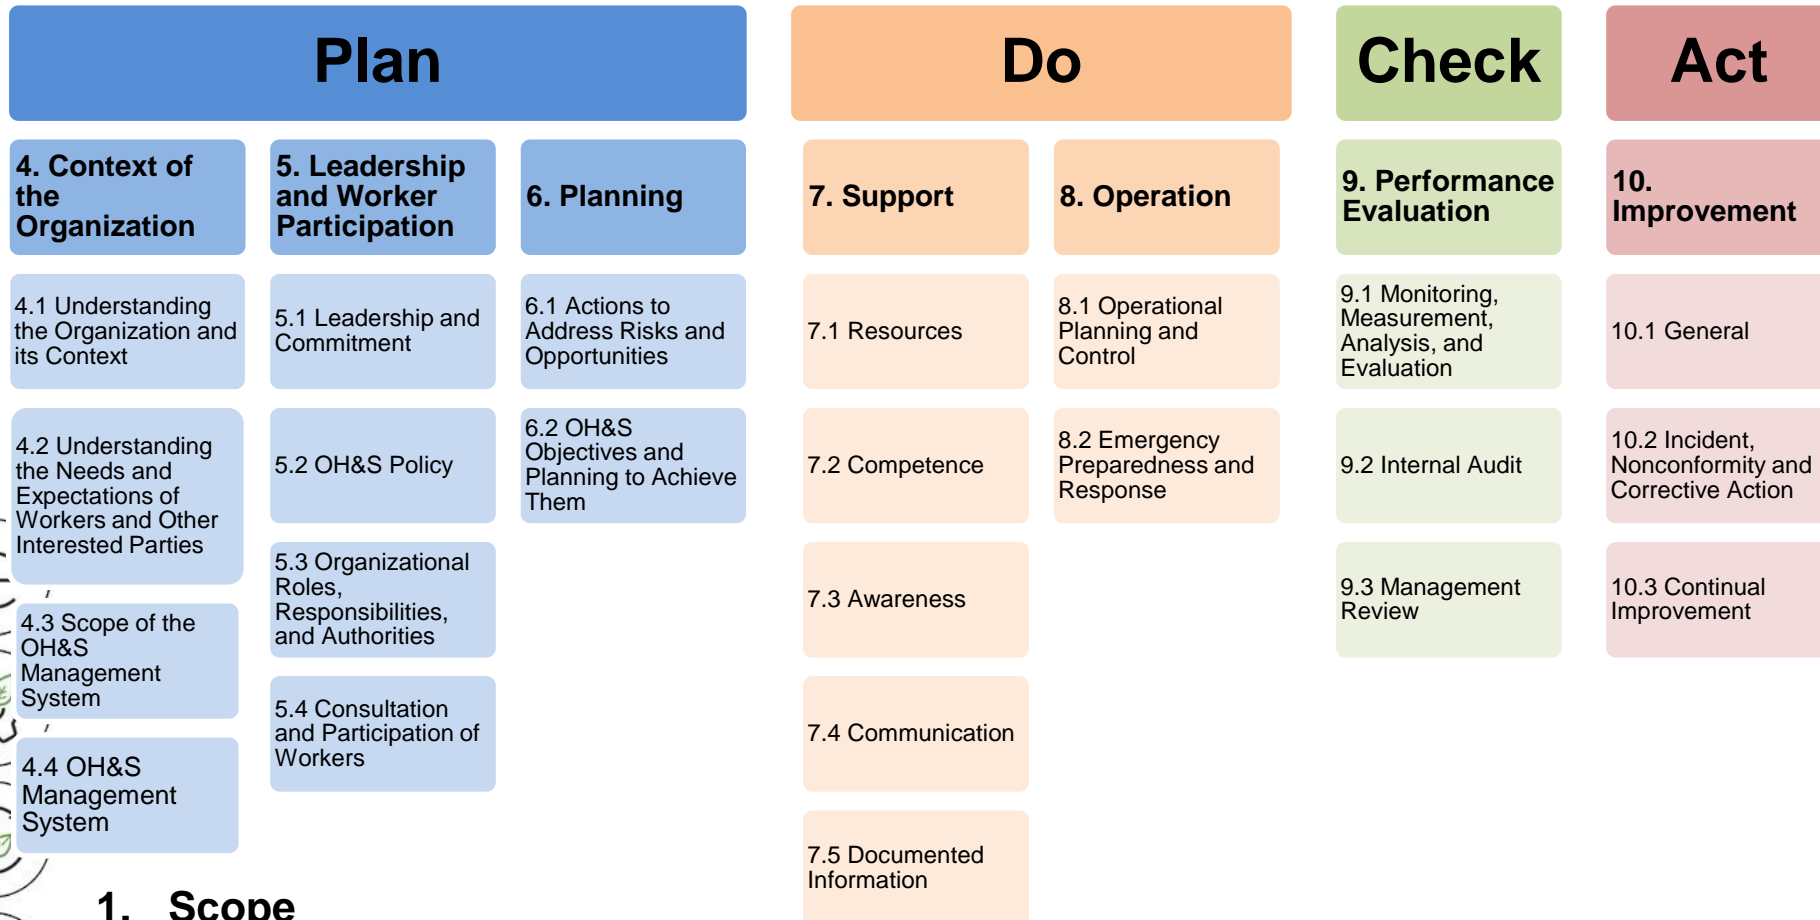 Plan
Do
Check
Act
4. Context of
the
Organization
5. Leadership
and Worker
Participation
6. Planning
7. Support
8. Operation
9. Performance
Evaluation
10.
Improvement
4.1 Understanding
the Organization and
its Context
5.1 Leadership and
Commitment
6.1 Actions to
Address Risks and
Opportunities
7.1 Resources
8.1 Operational
Planning and
Control
9.1 Monitoring,
Measurement,
Analysis, and
Evaluation
10.1 General
4.2 Understanding
the Needs and
Expectations of
Workers and Other
Interested Parties
5.2 OH&S Policy
6.2 OH&S
Objectives and
Planning to Achieve
Them
7.2 Competence
8.2 Emergency
Preparedness and
Response
9.2 Internal Audit
10.2 Incident,
Nonconformity and
Corrective Action
4.3 Scope of the
OH&S
Management
System
5.3 Organizational
Roles,
Responsibilities,
and Authorities
7.3 Awareness
9.3 Management
Review
10.3 Continual
Improvement
4.4 OH&S
Management
System
5.4 Consultation
and Participation of
Workers
7.4 Communication
7.5 Documented
Information
1. Scope